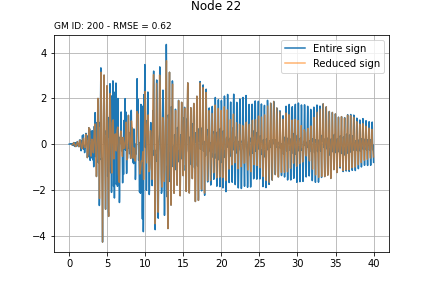 Node 22
GM ID: 200 - RMSE = 0.62
Entire sign
Reduced sign
4
2
0
−2
−4
0 5 10 15 20 25 30 35 40